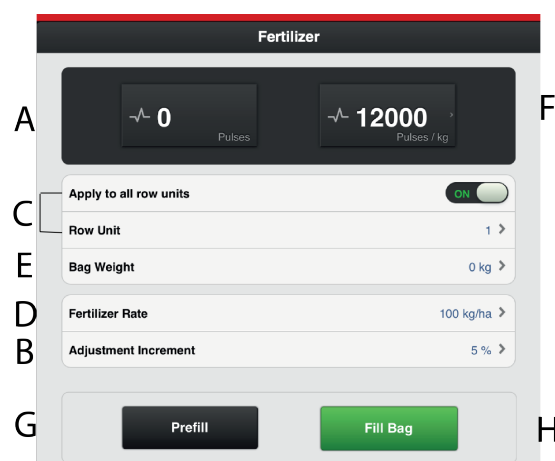 Fertilizer
A
0
Pulses
12000
Pulses / kg
F
C
Apply to all row units ON
Row Unit 1
E
Bag Weight 0 kg
D
Fertilizer Rate 100 kg/ha
B
Adjustment Increment 5 %
G
Prefill
Fill Bag
H